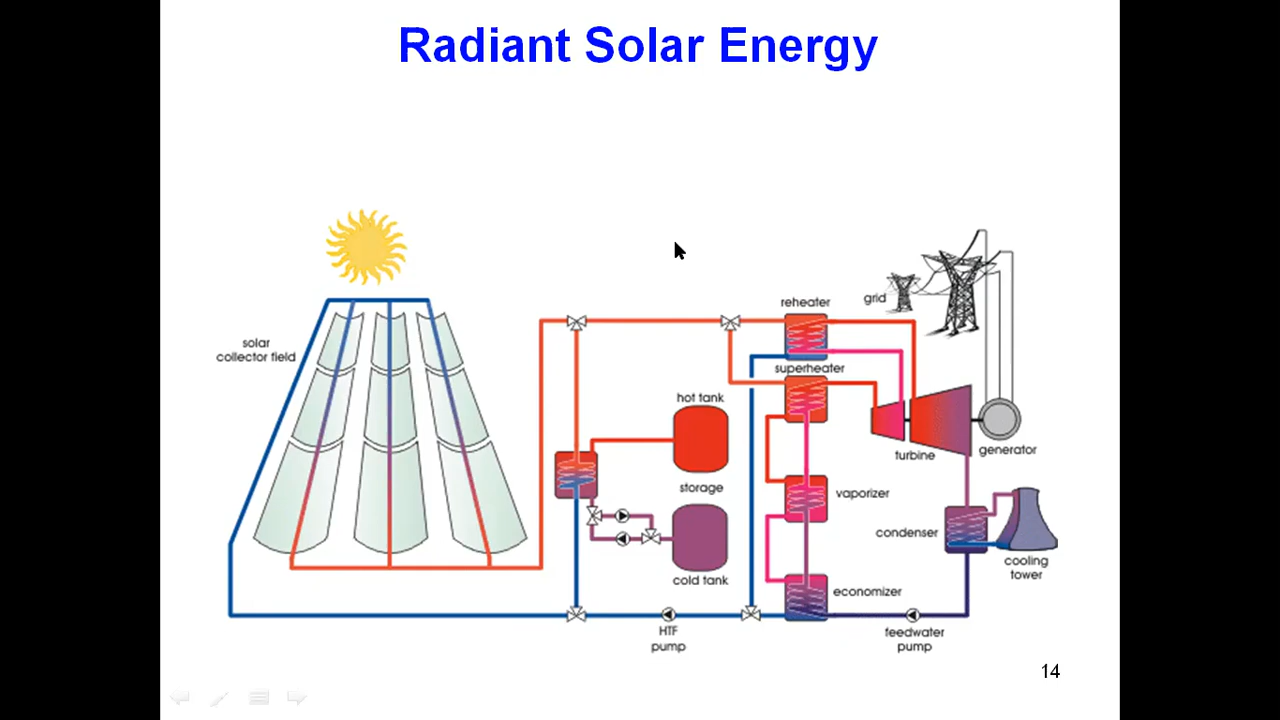 Radiant Solar Energy
solar
collector field
hot tank
storage
cold tank
HTF
pump
reheater
superheater
vaporizer
economizer
feedwater
pump
grid
turbine
generator
condenser
cooling
tower
14